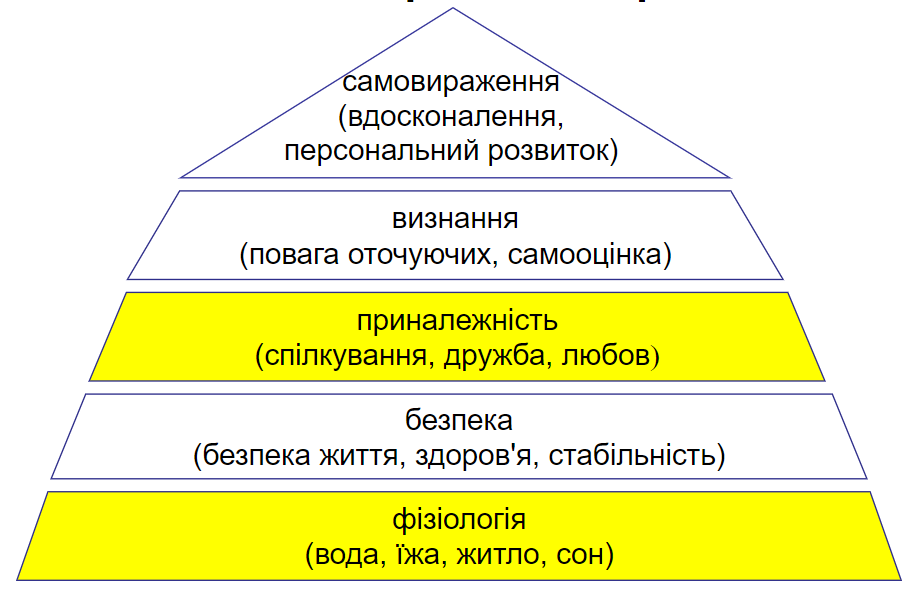 самовираження
(вдосконалення,
персональний розвиток)
визнання
(повага оточуючих, самооцінка)
приналежність
(спілкування, дружба, любов)
безпека
(безпека життя, здоров'я, стабільність)
фізіологія
(вода, їжа, житло, сон)